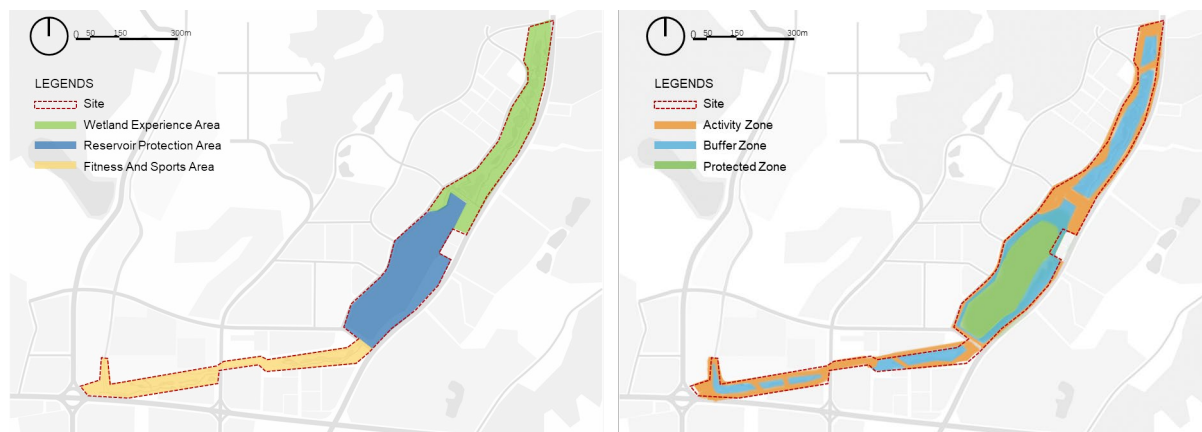 0 50 150 300m
LEGENDS
Site
Wetland Experience Area
Reservoir Protection Area
Fitness And Sports Area
0 50 150 300m
LEGENDS
Site
Activity Zone
Buffer Zone
Protected Zone